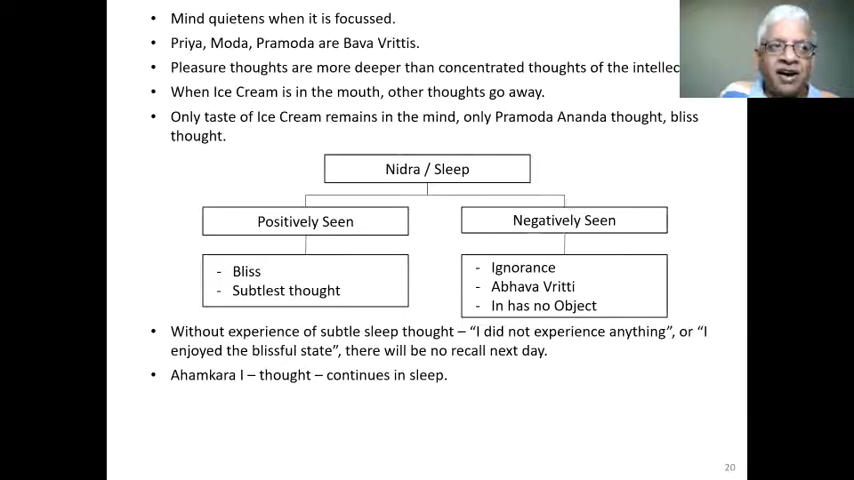 • Mind quietens when it is focussed.
• Priya, Moda, Pramoda are Bava Vrittis.
• Pleasure thoughts are more deeper than concentrated thoughts of the
• When Ice Cream is in the mouth, other thoughts go away.
• Only taste of Ice Cream remains in the mind, only Pramoda Ananda thought, bliss
thought.
Nidra / Sleep
Positively Seen
Negatively Seen
- Bliss
- Subtlest thought
- Ignorance
- Abhava Vritti
- In has no Object
• Without experience of subtle sleep thought – “I did not experience anything”, or “I
enjoyed the blissful state”, there will be no recall next day.
• Ahamkara I – thought – continues in sleep.
20